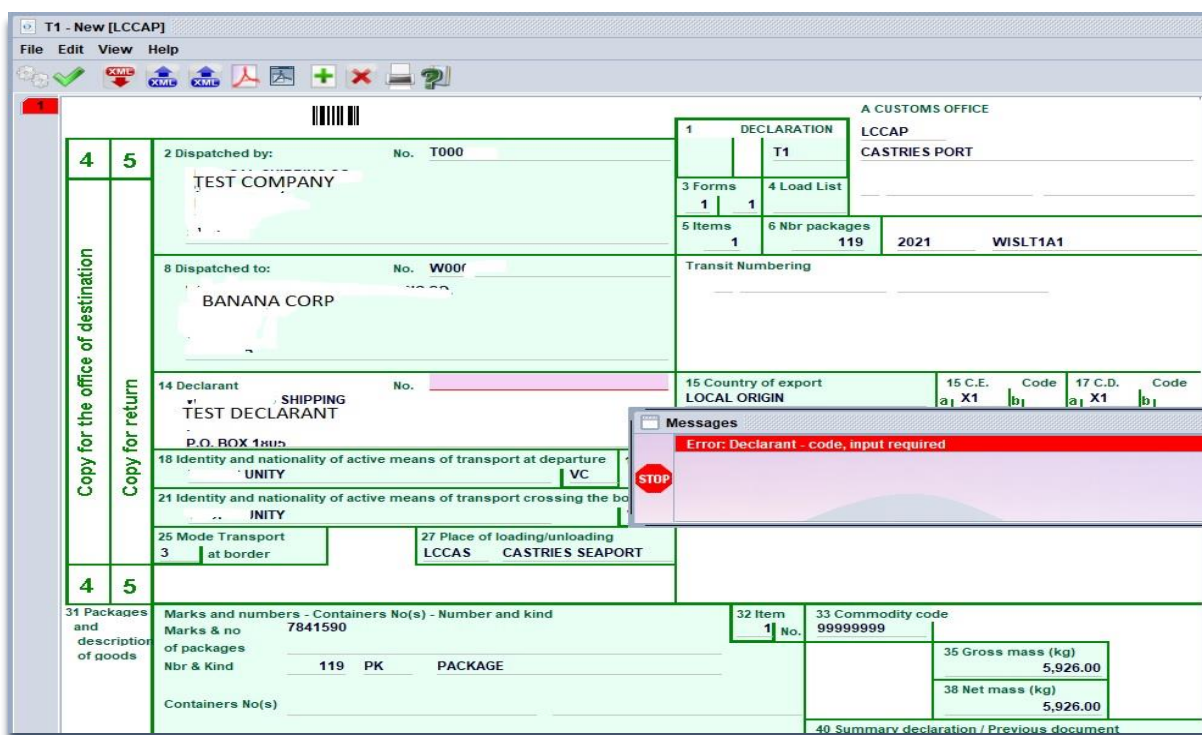 T1 - New [LCCAP]
File Edit View Help
XML XML XML
1
A CUSTOMS OFFICE
LCCAP
CASTRIES PORT
1 DECLARATION
T1
3 Forms
1 1
4 Load List
5 Items
1
6 Nbr packages
119 2021 WISLT1A1
4 5
Copy for the office of destination
Copy for return
2 Dispatched by: No. T000
TEST COMPANY
8 Dispatched to: No.
BANANA CORP
Transit Numbering
14 Declarant No.
SHIPPING
TEST DECLARANT
P.O. BOX 1805
15 Country of export
LOCAL ORIGIN
15 C.E. Code
a X1 b
17 C.D. Code
a X1 b
Messages
Error: Declarant - code, input required
STOP
18 Identity and nationality of active means of transport at departure
UNITY VC
21 Identity and nationality of active means of transport crossing the bo
UNITY
25 Mode Transport
3 at border
27 Place of loading/unloading
LCCAS CASTRIES SEAPORT
4 5
31 Packages
and
description
of goods
Marks and numbers - Containers No(s) - Number and kind
Marks & no 7841590
of packages
Nbr & Kind 119 PK PACKAGE
Containers No(s)
32 Item
1 No.
33 Commodity code
99999999
35 Gross mass (kg)
5,926.00
38 Net mass (kg)
5,926.00
40 Summary declaration / Previous document